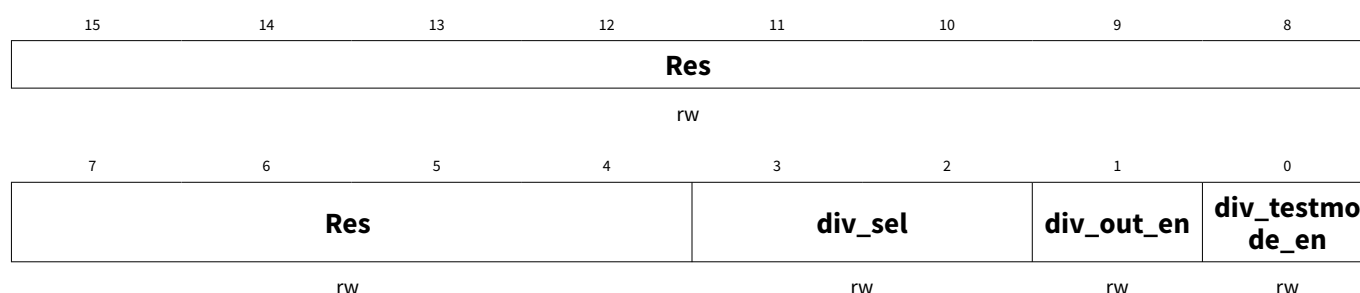 15 14 13 12 11 10 9 8
Res
rw
7 6 5 4 3 2 1 0
Res div_sel div_out_en div_testmo
de_en
rw rw rw rw